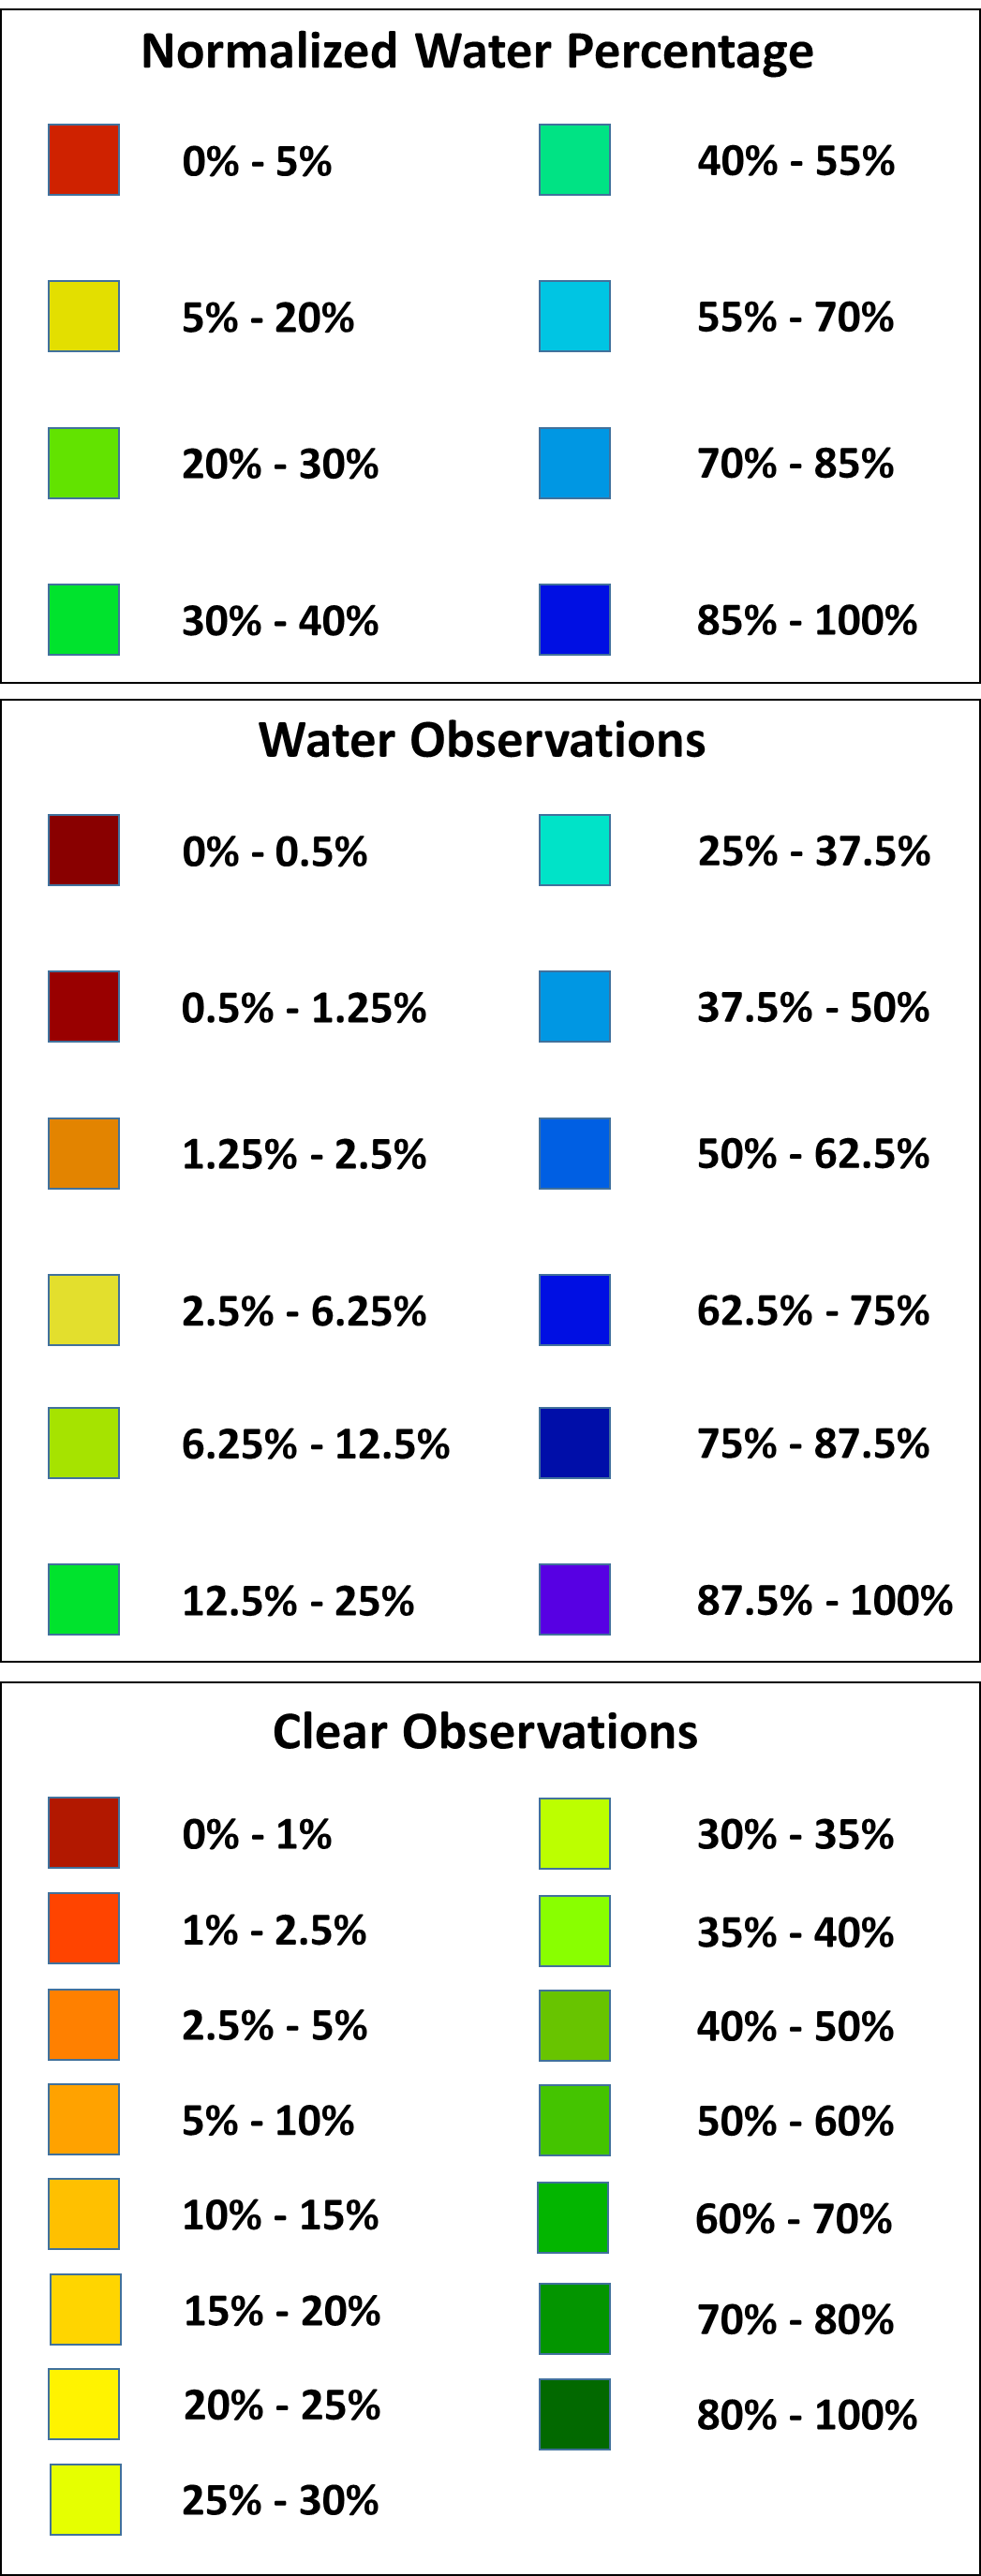 Normalized Water Percentage
0% - 5%
5% - 20%
20% - 30%
30% - 40%
40% - 55%
55% - 70%
70% - 85%
85% - 100%
Water Observations
0% - 0.5%
0.5% - 1.25%
1.25% - 2.5%
2.5% - 6.25%
6.25% - 12.5%
12.5% - 25%
25% - 37.5%
37.5% - 50%
50% - 62.5%
62.5% - 75%
75% - 87.5%
87.5% - 100%
Clear Observations
0% - 1%
1% - 2.5%
2.5% - 5%
5% - 10%
10% - 15%
15% - 20%
20% - 25%
25% - 30%
30% - 35%
35% - 40%
40% - 50%
50% - 60%
60% - 70%
70% - 80%
80% - 100%